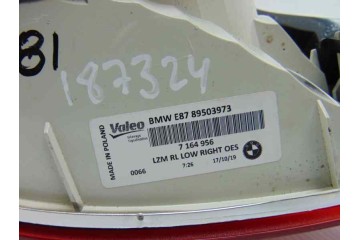 81
187324
MADE IN POLAND
Valeo
BMW E87 89503973
7 164 956
LZM RL LOW RIGHT OES
0066 7:26 17/10/19